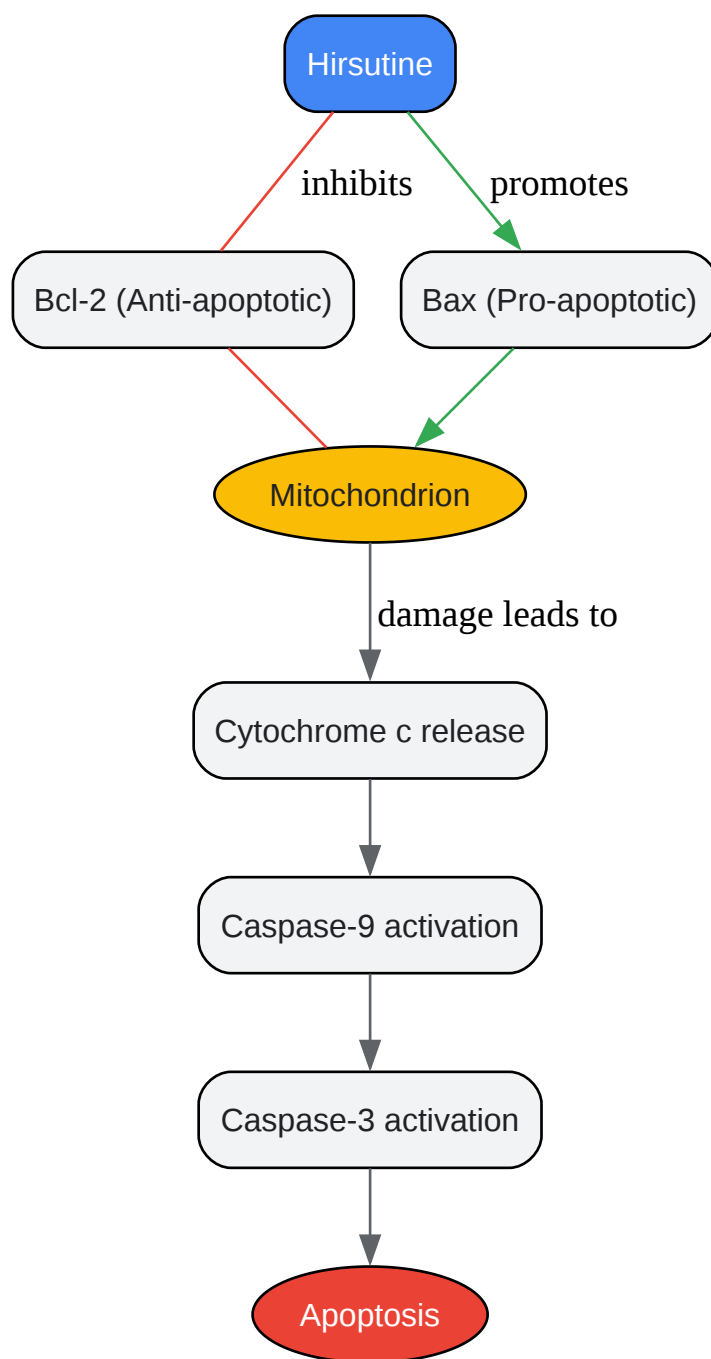 Hirsutine
inhibits
promotes
Bcl-2 (Anti-apoptotic)
Bax (Pro-apoptotic)
Mitochondrion
damage leads to
Cytochrome c release
Caspase-9 activation
Caspase-3 activation
Apoptosis